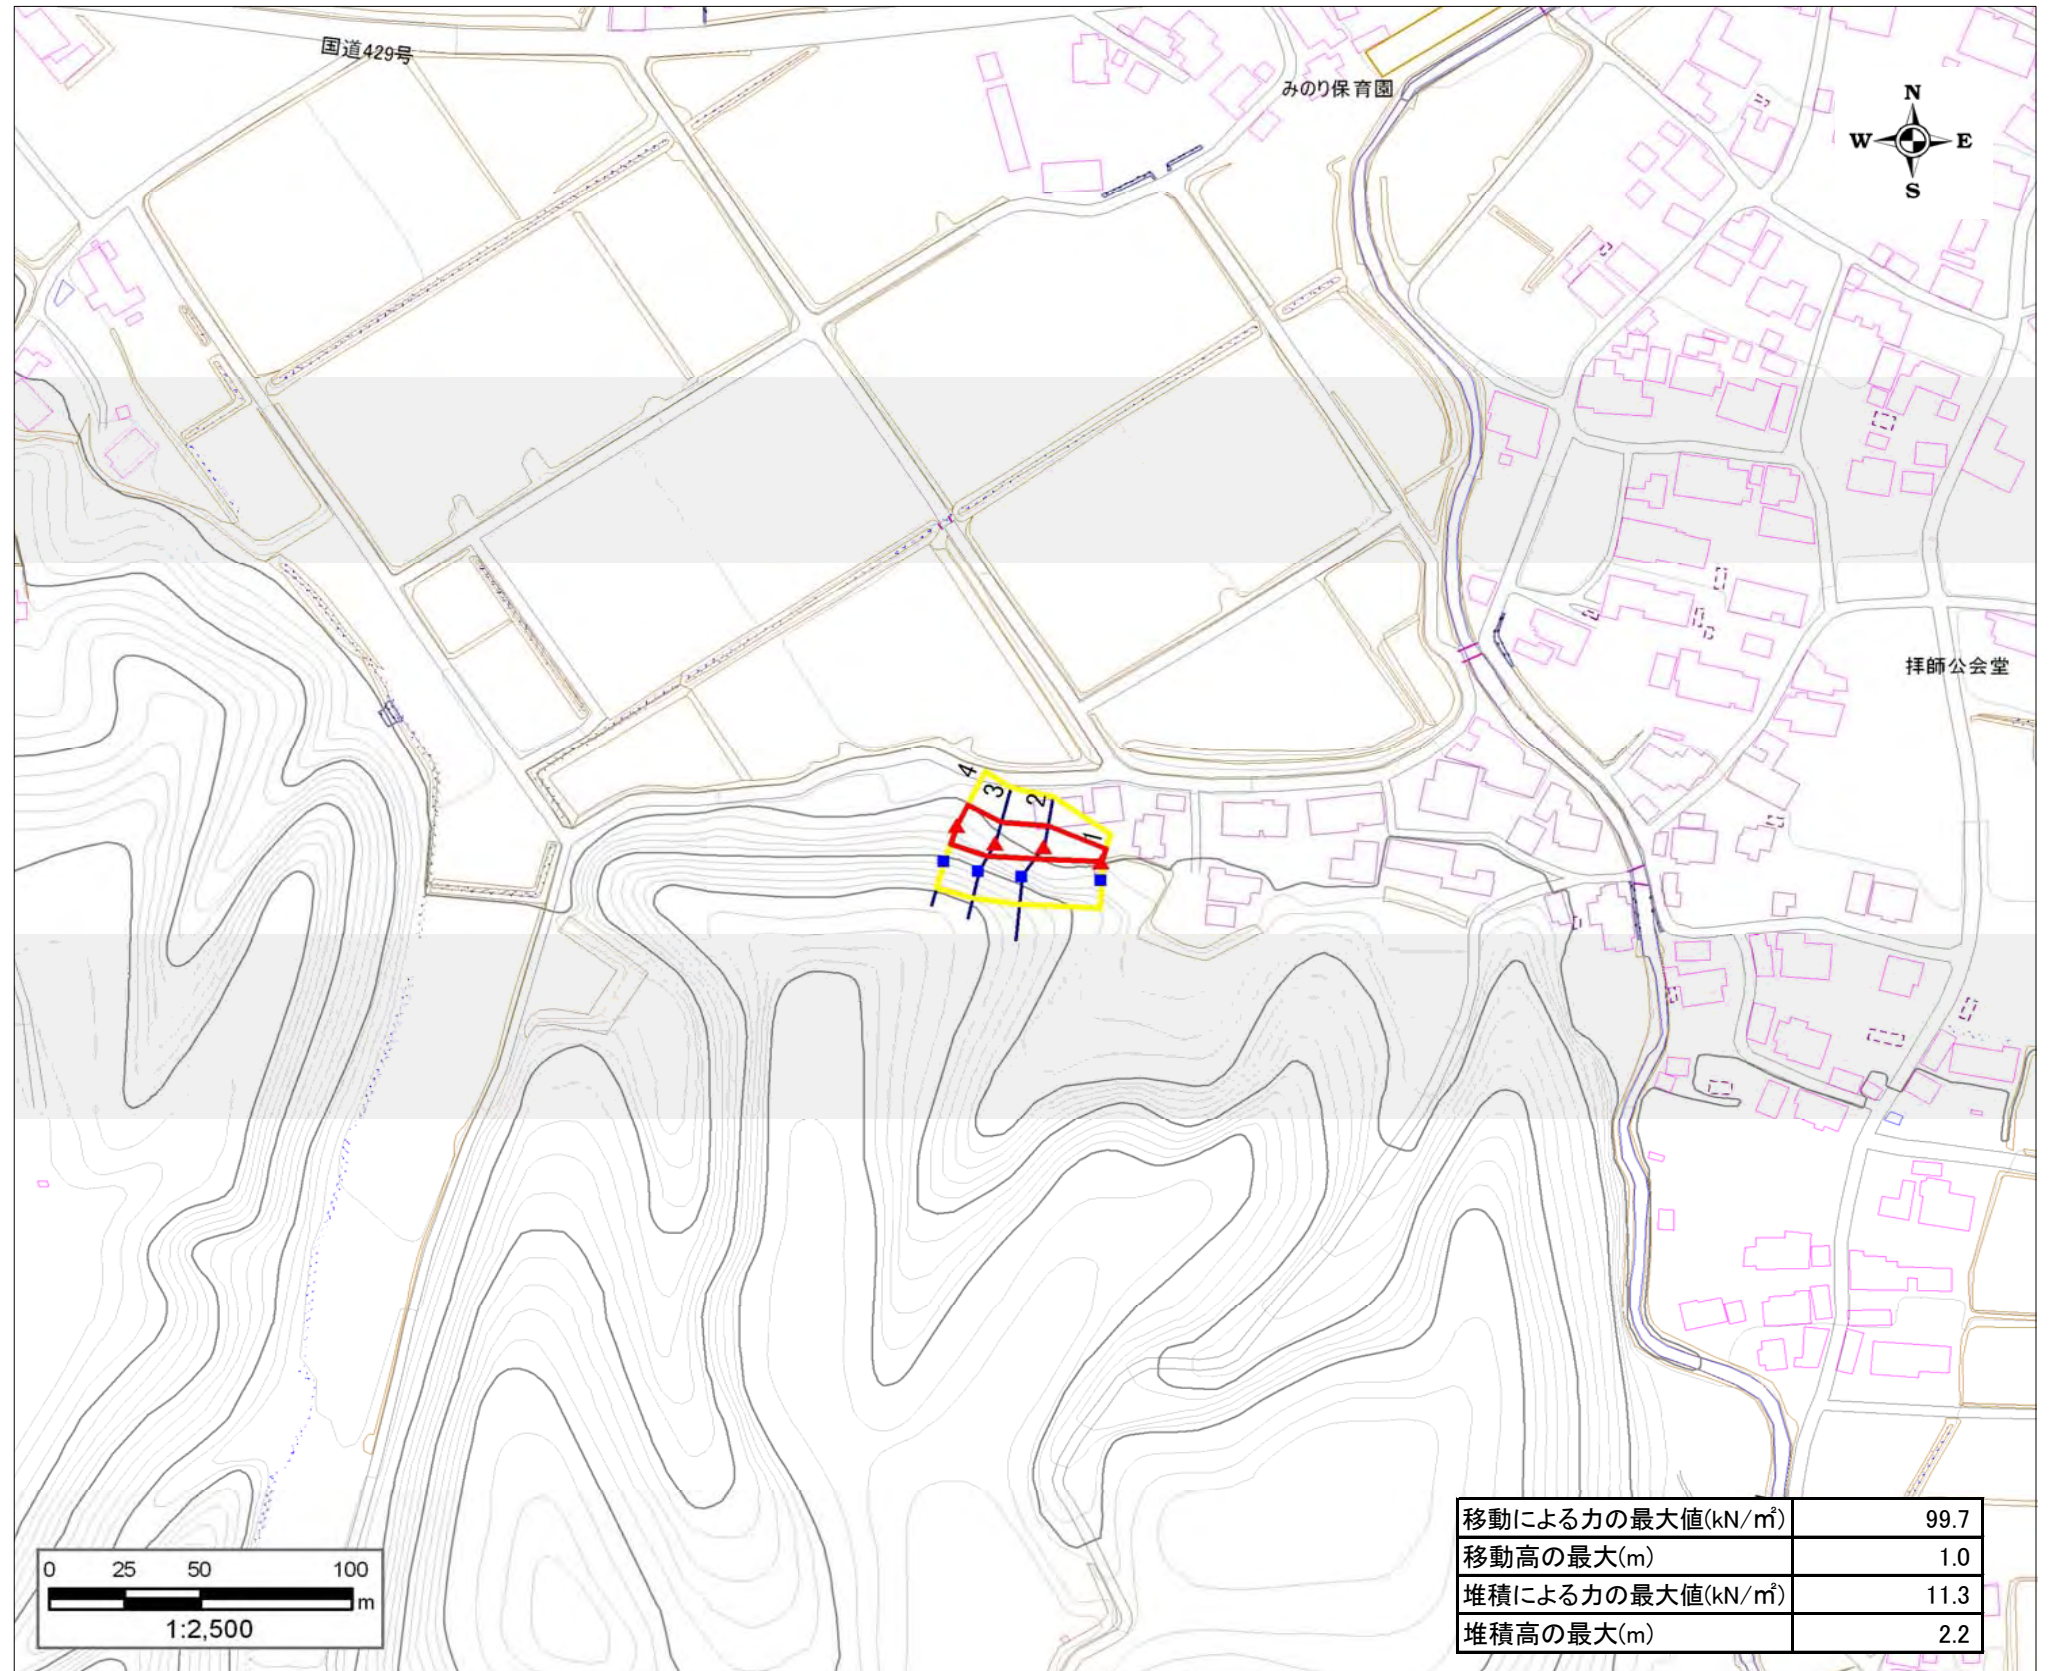 国道429号
みのり保育園
N
W E
S
拝師公会堂
4
3
2
1
0 25 50 100
m
1:2,500
移動による力の最大値(kN/㎡) 99.7
移動高の最大(m) 1.0
堆積による力の最大値(kN/㎡) 11.3
堆積高の最大(m) 2.2